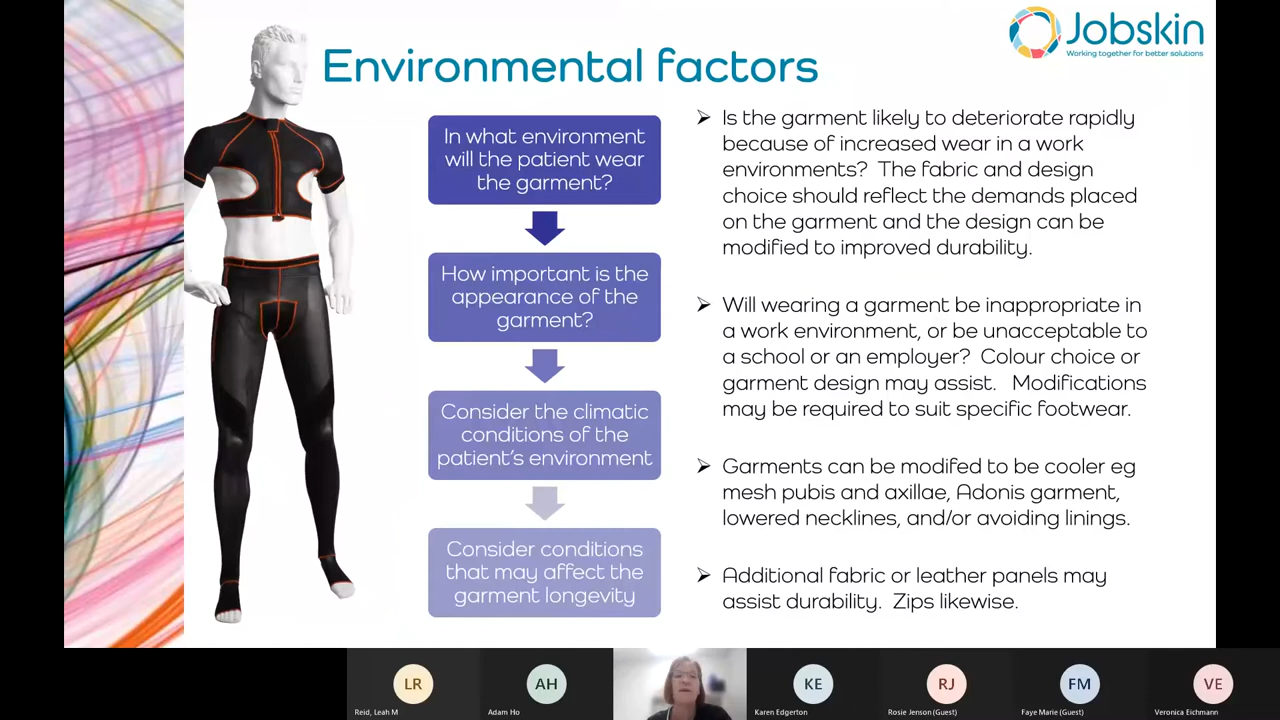 Jobskin
Working together for better solutions
Environmental factors
In what environment
will the patient wear
the garment?
How important is the
appearance of the
garment?
Consider the climatic
conditions of the
patient's environment
Consider conditions
that may affect the
garment longevity
Is the garment likely to deteriorate rapidly
because of increased wear in a work
environments? The fabric and design
choice should reflect the demands placed
on the garment and the design can be
modified to improved durability.
Will wearing a garment be inappropriate in
a work environment, or be unacceptable to
a school or an employer? Colour choice or
garment design may assist. Modifications
may be required to suit specific footwear.
Garments can be modifed to be cooler eg
mesh pubis and axillae, Adonis garment,
lowered necklines, and/or avoiding linings.
Additional fabric or leather panels may
assist durability. Zips likewise.
LR
Reid, Leah M
AH
Adam Ho
KE
Karen Edgerton
RJ
Rosie Jenson (Guest)
FM
Faye Marie (Guest)
VE
Veronica Eichmann